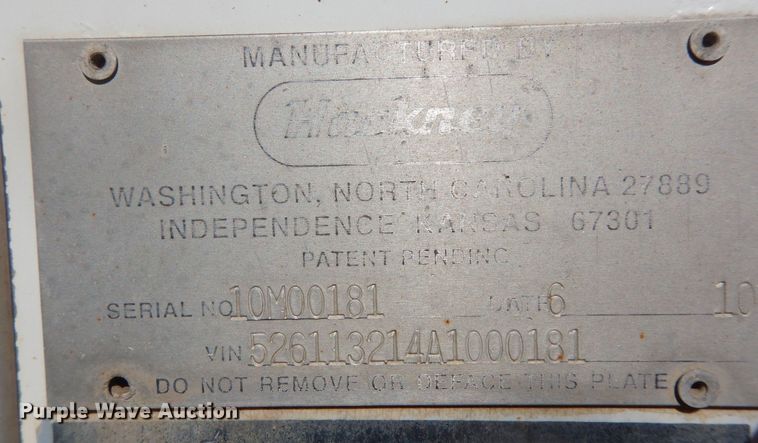 MANUFACTURED BY
Hackney
WASHINGTON, NORTH CAROLINA 27889
INDEPENDENCE KANSAS 67301
PATENT PENDING
SERIAL NO 10M00181 DATE 6 10
VIN 526113214A1000181
DO NOT REMOVE OR DEFACE THIS PLATE
Purple Wave Auction